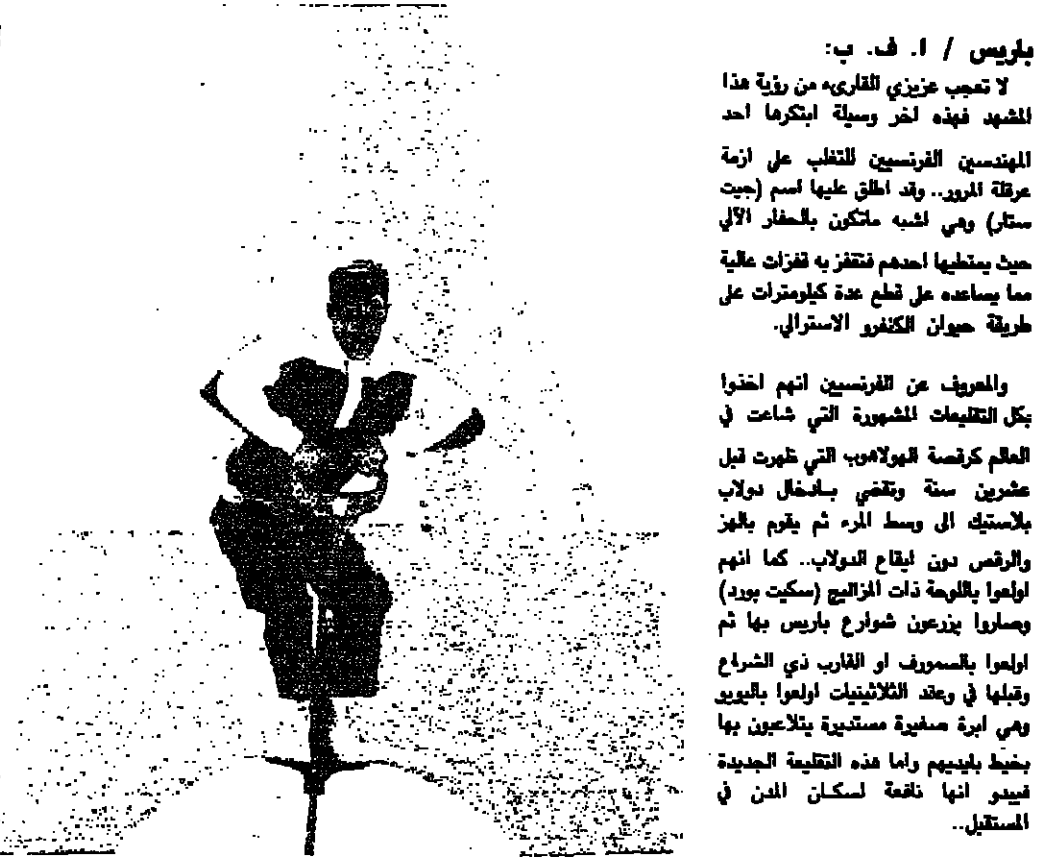 باريس / ا. ف. ب:
لا تعجب عزيزي القارىء من رؤية هذا
المشهد فهذه اخر وسيلة ابتكرها احد
المهندسين الفرنسيين للتغلب على ازمة
عرقلة المرور.. وقد اطلق عليها اسم (جيت
ستار) وهي اشبه ماتكون بالحفار الآلي
حيث يمتطيها احدهم فتقفز به قفزات عالية
مما يساعده على قطع عدة كيلومترات على
طريقة حيوان الكنغرو الاسترالي.
والمعروف عن الفرنسيين انهم اخذوا
بكل التقليعات المشهورة التي شاعت في
العالم كرقصة الهولاهوب التي ظهرت قبل
عشرين سنة وتقضي بادخال دولاب
بلاستيك الى وسط المرء ثم يقوم بالهز
والرقص دون ايقاع الدولاب.. كما انهم
اولعوا باللوحة ذات المزاليج (سكيت بورد)
وصاروا يزرعون شوارع باريس بها ثم
اولعوا بالسمورف او القارب ذي الشراع
وقبلها في وعقد الثلاثينيات اولعوا باليويو
وهي ابرة صغيرة مستديرة يتلاعبون بها
بخيط بايديهم واما هذه التقليعة الجديدة
فيبدو انها نافعة لسكان المدن في
المستقبل..